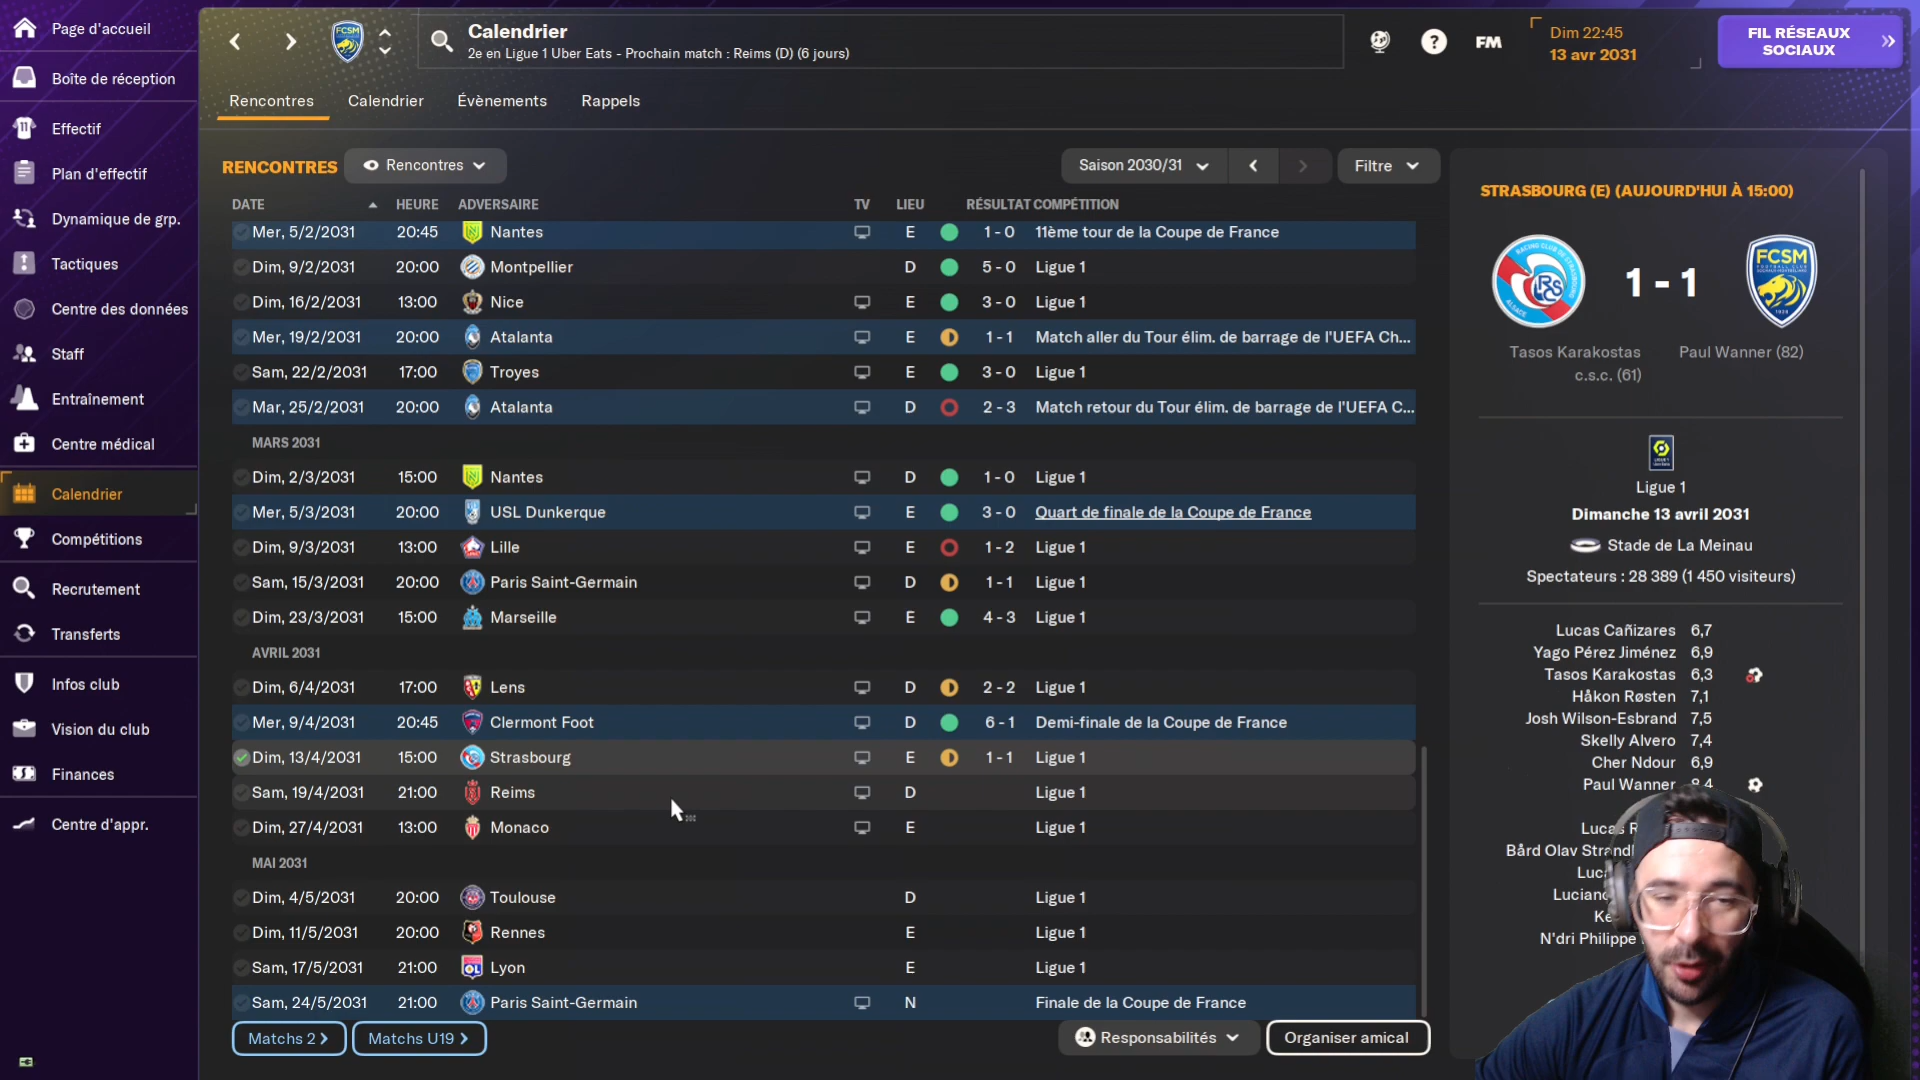 Page d'accueil
Boîte de réception
Effectif
Plan d'effectif
Dynamique de grp.
Tactiques
Centre des données
Staff
Entraînement
Centre médical
Calendrier
Compétitions
Recrutement
Transferts
Infos club
Vision du club
Finances
Centre d'appr.
FCSM
Calendrier
2e en Ligue 1 Uber Eats - Prochain match : Reims (D) (6 jours)
FM
Dim 22:45
13 avr 2031
FIL RÉSEAUX
SOCIAUX
Rencontres Calendrier Évènements Rappels
RENCONTRES Rencontres Saison 2030/31 Filtre
DATE HEURE ADVERSAIRE TV LIEU RÉSULTAT COMPÉTITION
Mer, 5/2/2031 20:45 Nantes E 1 - 0 11ème tour de la Coupe de France
Dim, 9/2/2031 20:00 Montpellier D 5 - 0 Ligue 1
Dim, 16/2/2031 13:00 Nice E 3 - 0 Ligue 1
Mer, 19/2/2031 20:00 Atalanta E 1 - 1 Match aller du Tour élim. de barrage de l'UEFA Ch...
Sam, 22/2/2031 17:00 Troyes E 3 - 0 Ligue 1
Mar, 25/2/2031 20:00 Atalanta D 2 - 3 Match retour du Tour élim. de barrage de l'UEFA C...
MARS 2031
Dim, 2/3/2031 15:00 Nantes D 1 - 0 Ligue 1
Mer, 5/3/2031 20:00 USL Dunkerque E 3 - 0 Quart de finale de la Coupe de France
Dim, 9/3/2031 13:00 Lille E 1 - 2 Ligue 1
Sam, 15/3/2031 20:00 Paris Saint-Germain D 1 - 1 Ligue 1
Dim, 23/3/2031 15:00 Marseille E 4 - 3 Ligue 1
AVRIL 2031
Dim, 6/4/2031 17:00 Lens D 2 - 2 Ligue 1
Mer, 9/4/2031 20:45 Clermont Foot D 6 - 1 Demi-finale de la Coupe de France
Dim, 13/4/2031 15:00 Strasbourg E 1 - 1 Ligue 1
Sam, 19/4/2031 21:00 Reims D Ligue 1
Dim, 27/4/2031 13:00 Monaco E Ligue 1
MAI 2031
Dim, 4/5/2031 20:00 Toulouse D Ligue 1
Dim, 11/5/2031 20:00 Rennes E Ligue 1
Sam, 17/5/2031 21:00 Lyon E Ligue 1
Sam, 24/5/2031 21:00 Paris Saint-Germain N Finale de la Coupe de France
Matchs 2 Matchs U19 Responsabilités Organiser amical
STRASBOURG (E) (AUJOURD'HUI À 15:00)
1 - 1
FCSM
Tasos Karakostas Paul Wanner (82)
c.s.c. (61)
Ligue 1
Dimanche 13 avril 2031
Stade de La Meinau
Spectateurs : 28 389 (1 450 visiteurs)
Lucas Cañizares 6,7
Yago Pérez Jiménez 6,9
Tasos Karakostas 6,3
Håkon Røsten 7,1
Josh Wilson-Esbrand 7,5
Skelly Alvero 7,4
Cher Ndour 6,9
Paul Wanner 8,4
Bård Olav
N'dri Philippe